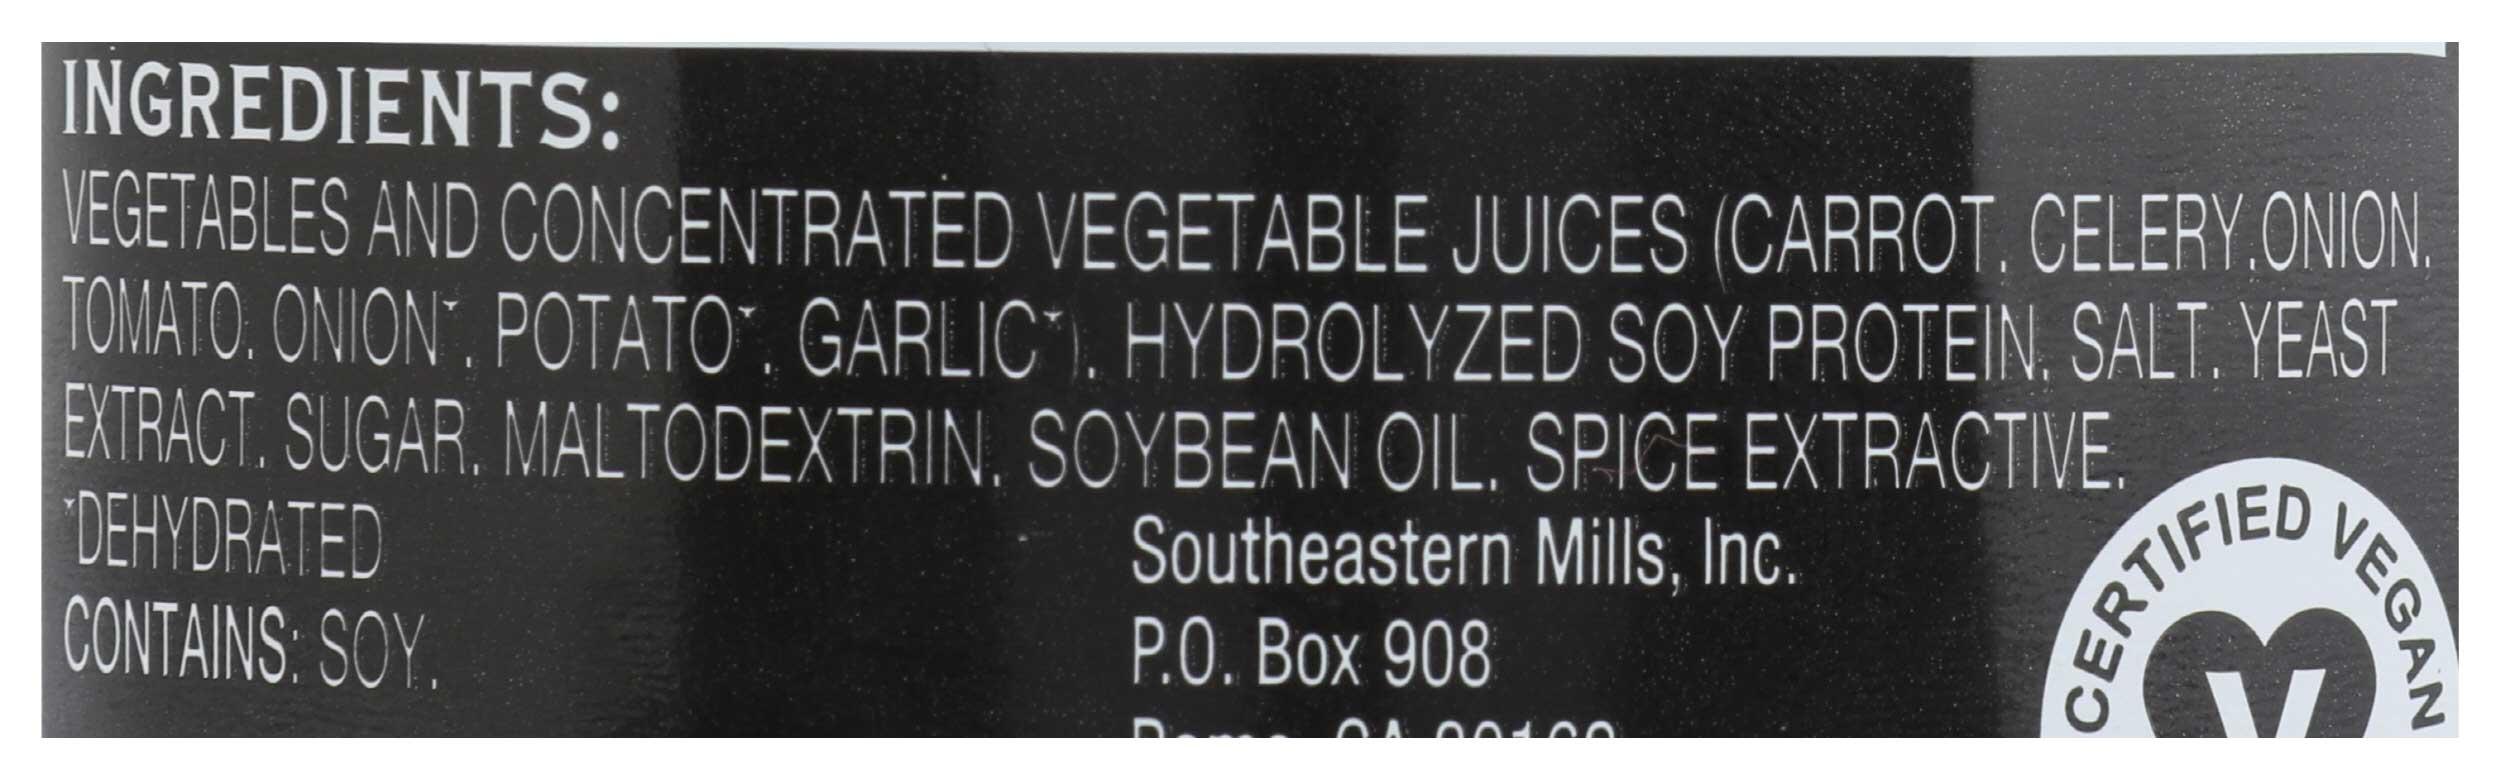 INGREDIENTS:
VEGETABLES AND CONCENTRATED VEGETABLE JUICES (CARROT, CELERY,ONION,
TOMATO, ONION*, POTATO*, GARLIC*), HYDROLYZED SOY PROTEIN, SALT, YEAST
EXTRACT, SUGAR, MALTODEXTRIN, SOYBEAN OIL, SPICE EXTRACTIVE.
*DEHYDRATED
CONTAINS: SOY.
Southeastern Mills, Inc.
P.O. Box 908
CERTIFIED VEGAN
V